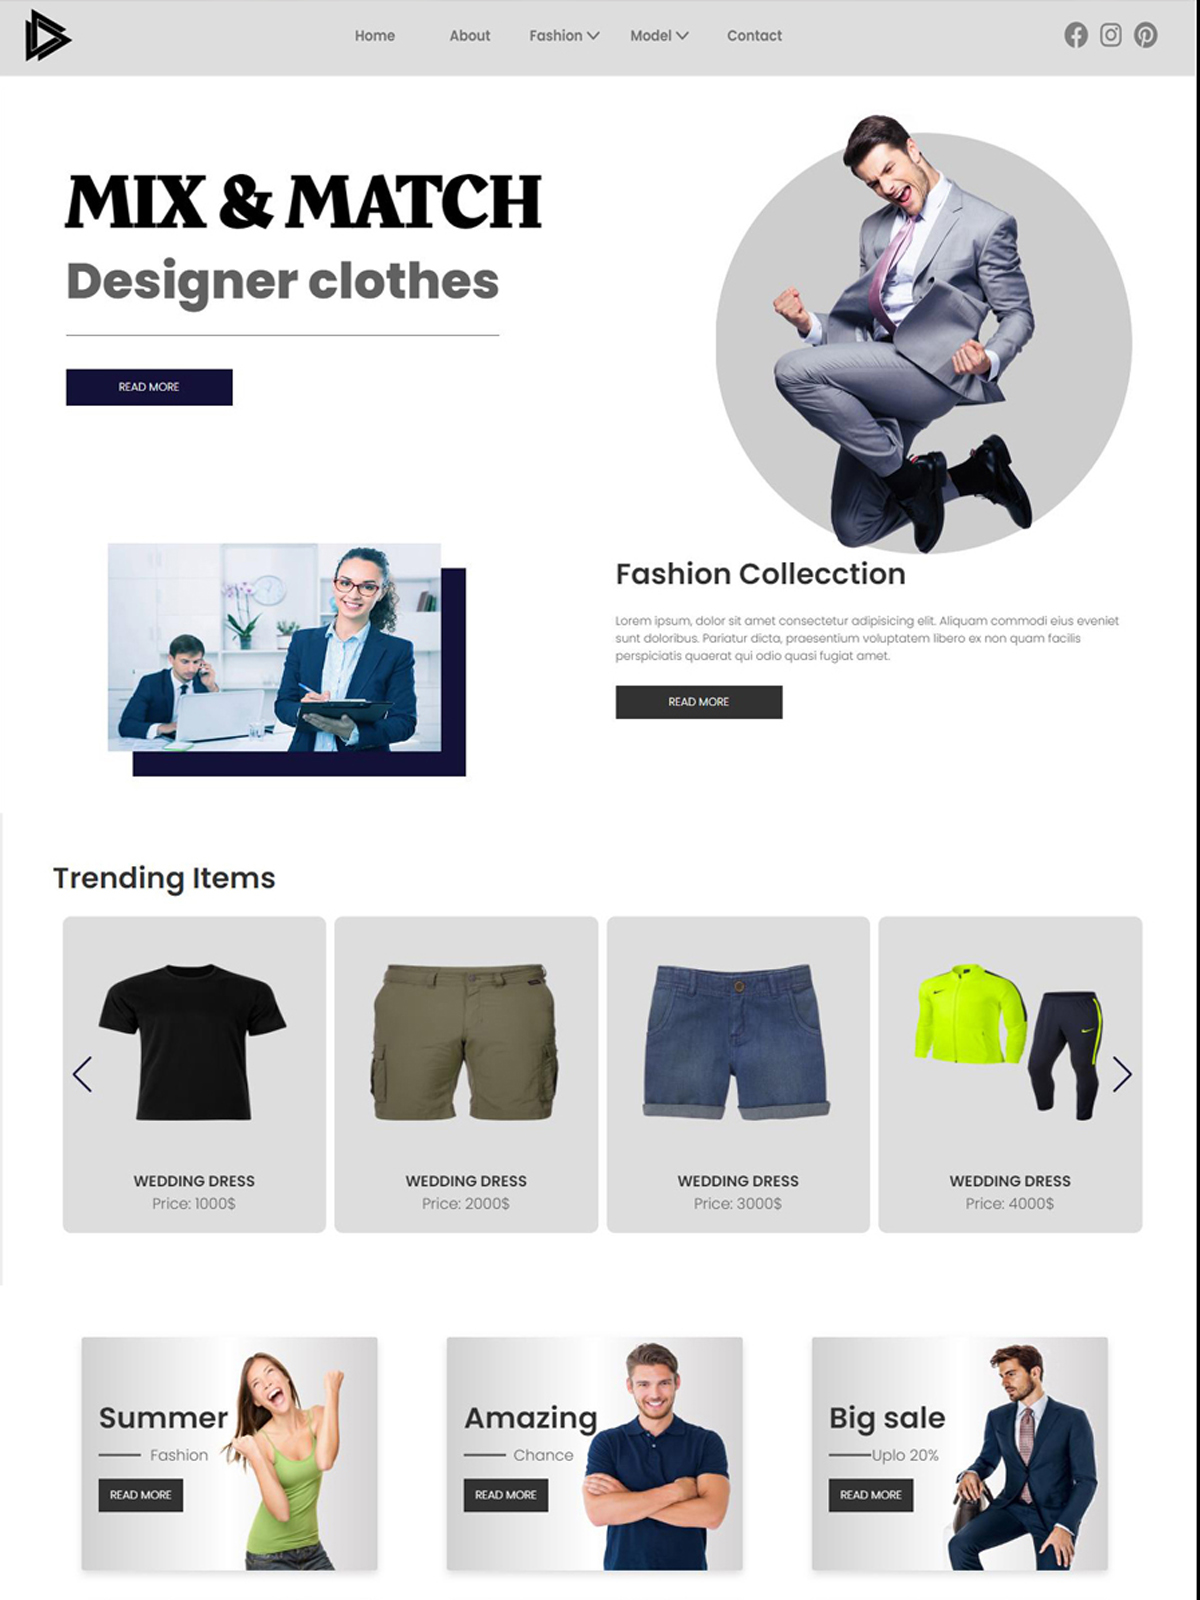 Home About Fashion Model Contact
MIX & MATCH
Designer clothes
READ MORE
Fashion Collecction
Lorem ipsum, dolor sit amet consectetur adipisicing elit. Aliquam commodi eius eveniet
sunt doloribus. Pariatur dicta, praesentium voluptatem libero ex non quam facilis
perspiciatis quaerat qui odio quasi fugiat amet.
READ MORE
Trending Items
WEDDING DRESS
Price: 1000$
WEDDING DRESS
Price: 2000$
WEDDING DRESS
Price: 3000$
WEDDING DRESS
Price: 4000$
Summer
Fashion
READ MORE
Amazing
Chance
READ MORE
Big sale
Uplo 20%
READ MORE